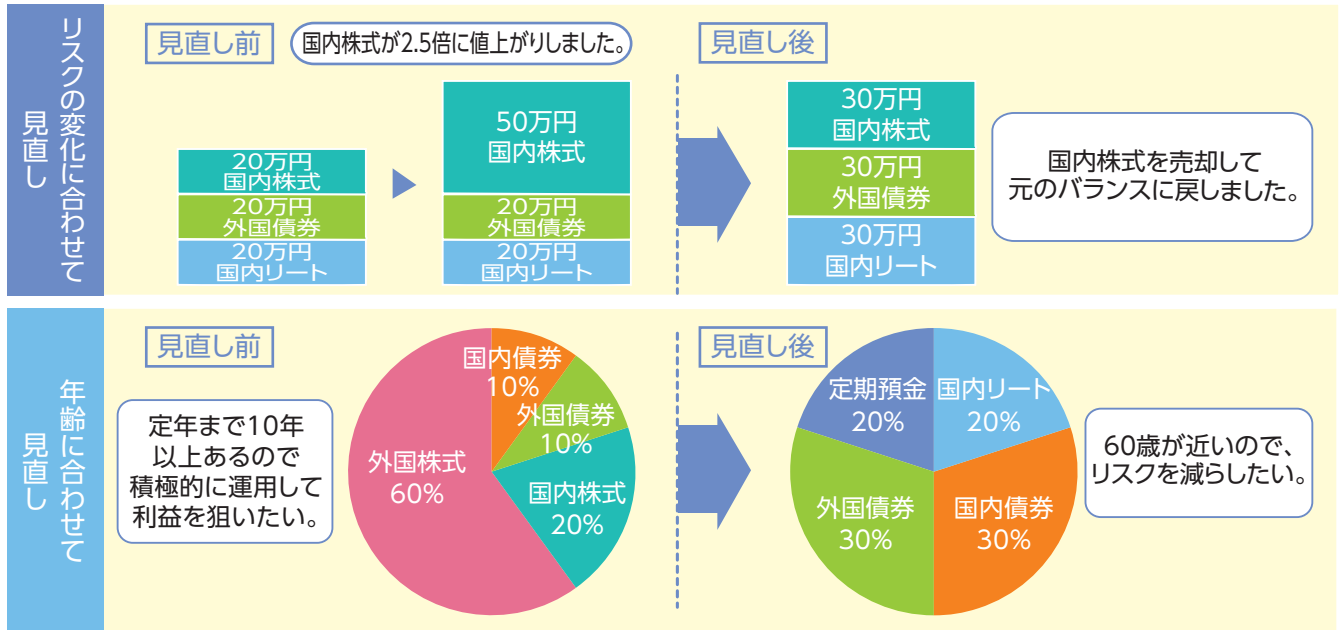 リスクの変化に合わせて
見直し
見直し前
国内株式が2.5倍に値上がりしました。
20万円
国内株式
20万円
外国債券
20万円
国内リート
50万円
国内株式
20万円
外国債券
20万円
国内リート
見直し後
30万円
国内株式
30万円
外国債券
30万円
国内リート
国内株式を売却して
元のバランスに戻しました。
年齢に合わせて
見直し
見直し前
定年まで10年
以上あるので
積極的に運用して
利益を狙いたい。
国内債券
10%
外国債券
10%
国内株式
20%
外国株式
60%
見直し後
国内リート
20%
国内債券
30%
外国債券
30%
定期預金
20%
60歳が近いので、
リスクを減らしたい。